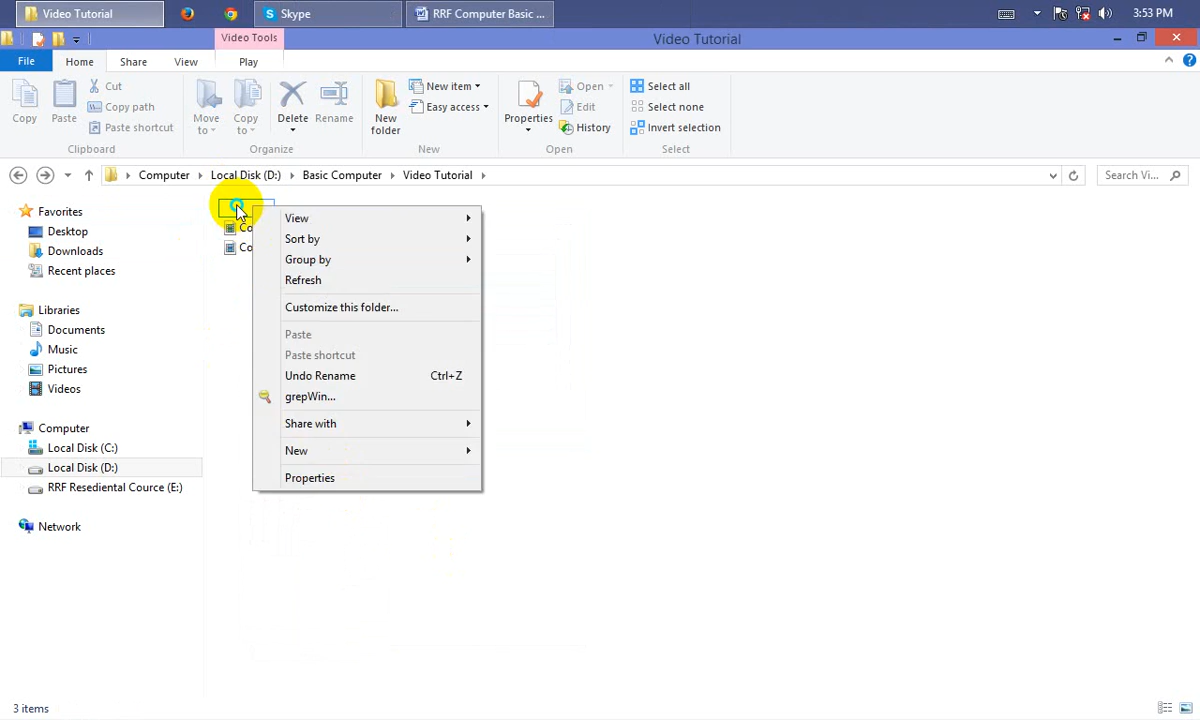 Video Tutorial
Skype
RRF Computer Basic ...
3:53 PM
Video Tools
Video Tutorial
File
Home
Share
View
Play
Copy
Paste
Cut
Copy path
Paste shortcut
Move to
Copy to
Delete
Rename
New folder
New item
Easy access
Properties
Open
Edit
History
Select all
Select none
Invert selection
Clipboard
Organize
New
Open
Select
Computer
Local Disk (D:)
Basic Computer
Video Tutorial
Search Vi...
Favorites
Desktop
Downloads
Recent places
Libraries
Documents
Music
Pictures
Videos
Computer
Local Disk (C:)
Local Disk (D:)
RRF Resediental Cource (E:)
Network
Co
Co
View
Sort by
Group by
Refresh
Customize this folder...
Paste
Paste shortcut
Undo Rename Ctrl+Z
grepWin...
Share with
New
Properties
3 items